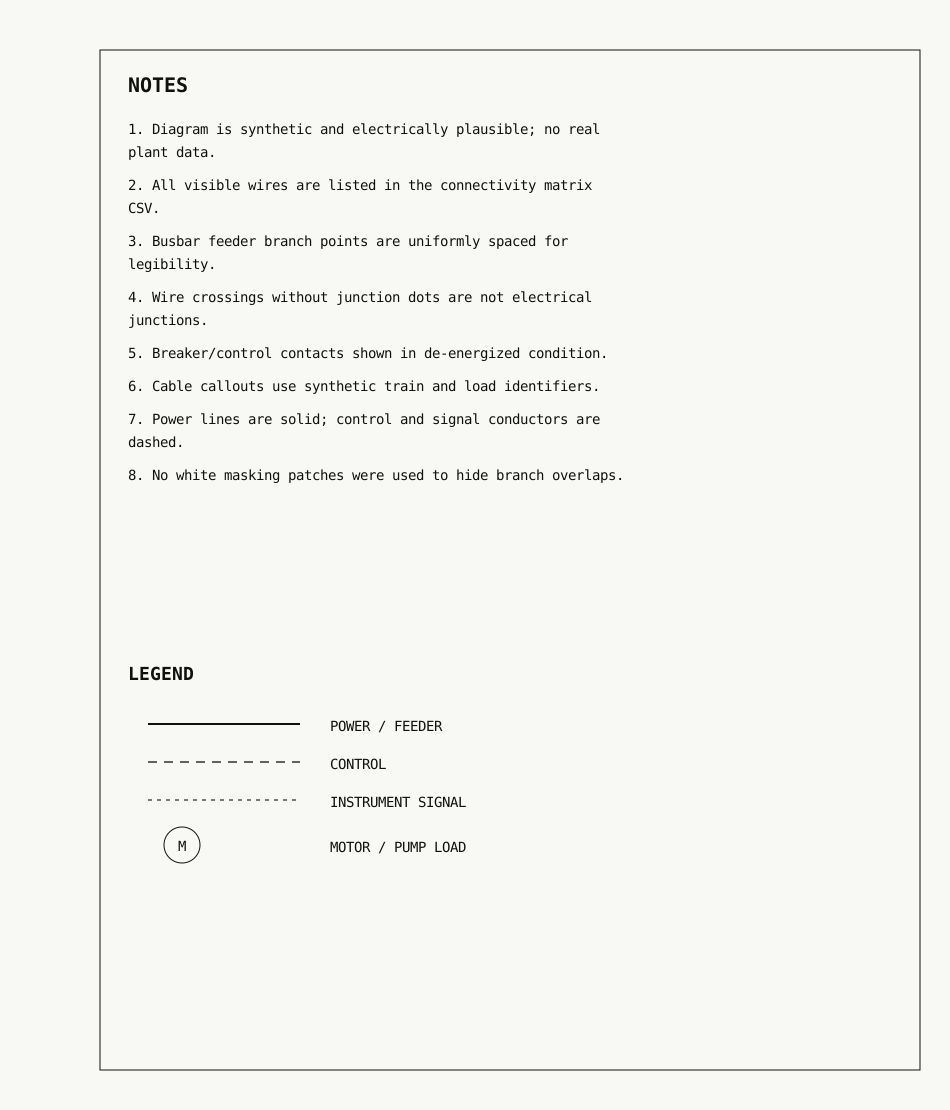 NOTES
1. Diagram is synthetic and electrically plausible; no real
plant data.
2. All visible wires are listed in the connectivity matrix
CSV.
3. Busbar feeder branch points are uniformly spaced for
legibility.
4. Wire crossings without junction dots are not electrical
junctions.
5. Breaker/control contacts shown in de-energized condition.
6. Cable callouts use synthetic train and load identifiers.
7. Power lines are solid; control and signal conductors are
dashed.
8. No white masking patches were used to hide branch overlaps.
LEGEND
POWER / FEEDER
CONTROL
INSTRUMENT SIGNAL
M MOTOR / PUMP LOAD